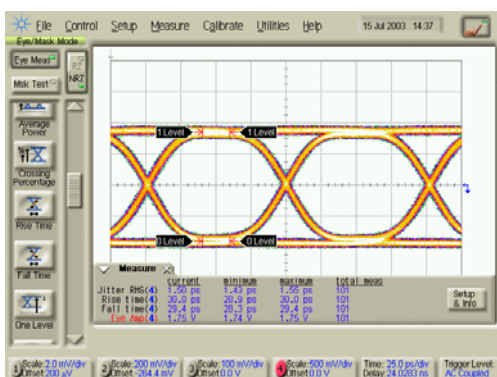 File Control Setup Measure Calibrate Utilities Help 15 Jul 2003 14:37
Eye/Mask Mode
Eye Meas
NRZ
Msk Test
Average Power
Crossing Percentage
Rise Time
Fall Time
One Level
1 Level 1 Level
0 Level 0 Level
Measure
current minimum maximum total meas
Jitter RMS(4) 1.50 ps 1.43 ps 1.55 ps 101
Rise time(4) 30.0 ps 28.9 ps 30.0 ps 101
Fall time(4) 29.4 ps 28.3 ps 29.4 ps 101
Eye Amp(4) 1.75 V 1.74 V 1.75 V 101
Setup & Info
1 Scale:2.0 mV/div Offset:200 µV
2 Scale:200 mV/div Offset:-264.4 mV
3 Scale:100 mV/div Offset:0.0 V
4 Scale:500 mV/div Offset:0.0 V
Time:25.0 ps/div Delay:24.0283 ns
Trigger Level: AC Coupled